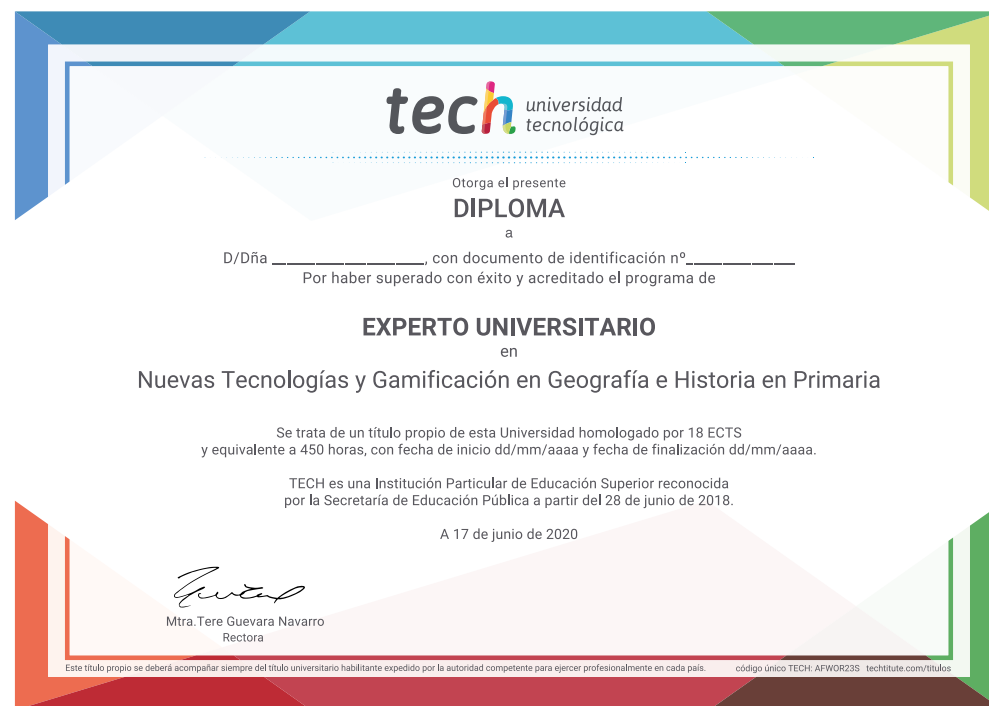 tech universidad
tecnológica
Otorga el presente
DIPLOMA
a
D/Dña __________________, con documento de identificación nº_____________
Por haber superado con éxito y acreditado el programa de
EXPERTO UNIVERSITARIO
en
Nuevas Tecnologías y Gamificación en Geografía e Historia en Primaria
Se trata de un título propio de esta Universidad homologado por 18 ECTS
y equivalente a 450 horas, con fecha de inicio dd/mm/aaaa y fecha de finalización dd/mm/aaaa.
TECH es una Institución Particular de Educación Superior reconocida
por la Secretaría de Educación Pública a partir del 28 de junio de 2018.
A 17 de junio de 2020
Mtra.Tere Guevara Navarro
Rectora
Este título propio se deberá acompañar siempre del título universitario habilitante expedido por la autoridad competente para ejercer profesionalmente en cada país. código único TECH: AFWOR23S techtitute.com/titulos